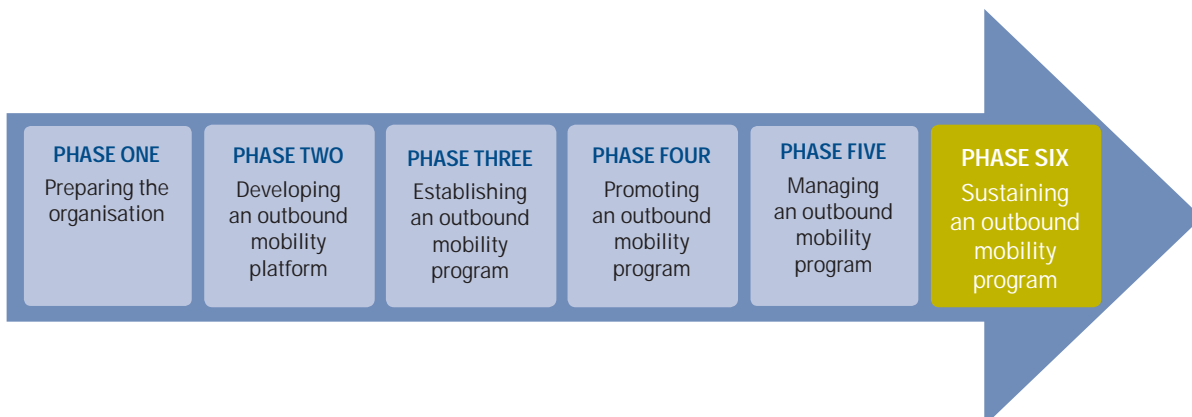 PHASE ONE
Preparing the
organisation
PHASE TWO
Developing
an outbound
mobility
platform
PHASE THREE
Establishing
an outbound
mobility
program
PHASE FOUR
Promoting
an outbound
mobility
program
PHASE FIVE
Managing
an outbound
mobility
program
PHASE SIX
Sustaining
an outbound
mobility
program